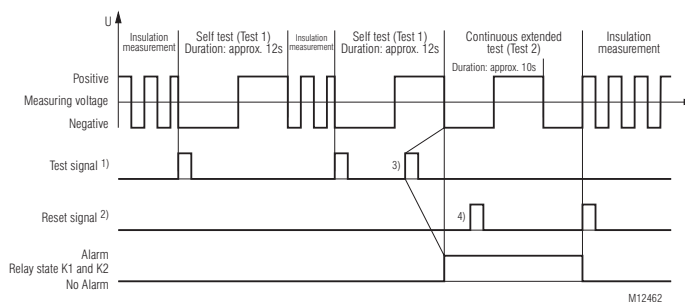 U
Insulation
measurement
Self test (Test 1)
Duration: approx. 12s
Insulation
measurement
Self test (Test 1)
Duration: approx. 12s
Continuous extended
test (Test 2)
Duration: approx. 10s
Insulation
measurement
Positive
Measuring voltage
Negative
Test signal 1)
3)
Reset signal 2)
4)
Alarm
Relay state K1 and K2
No Alarm
M12462